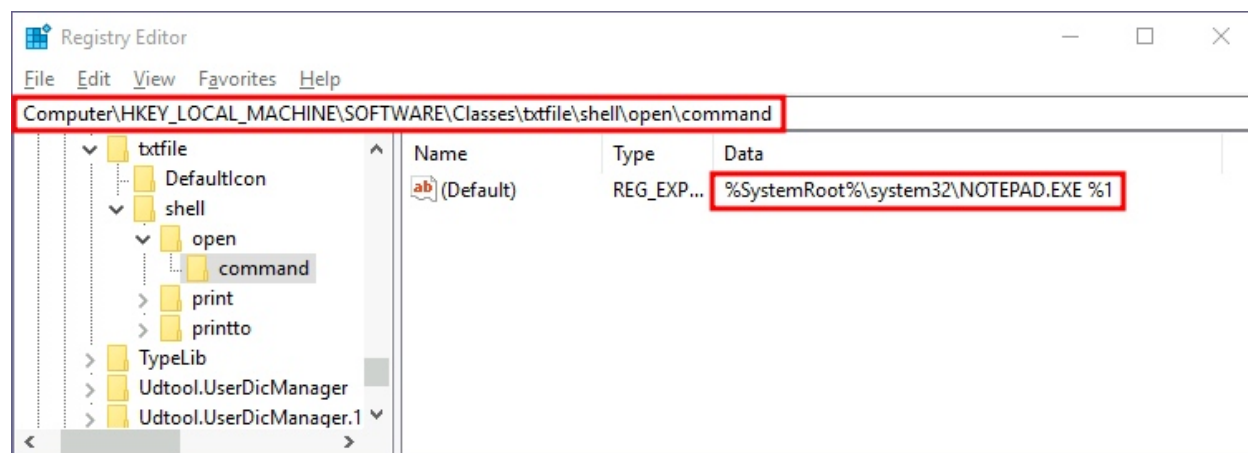 Registry Editor
File Edit View Favorites Help
Computer\HKEY_LOCAL_MACHINE\SOFTWARE\Classes\txtfile\shell\open\command
txtfile
DefaultIcon
shell
open
command
print
printto
TypeLib
Udtool.UserDicManager
Udtool.UserDicManager.1
Name Type Data
ab (Default) REG_EXP... %SystemRoot%\system32\NOTEPAD.EXE %1